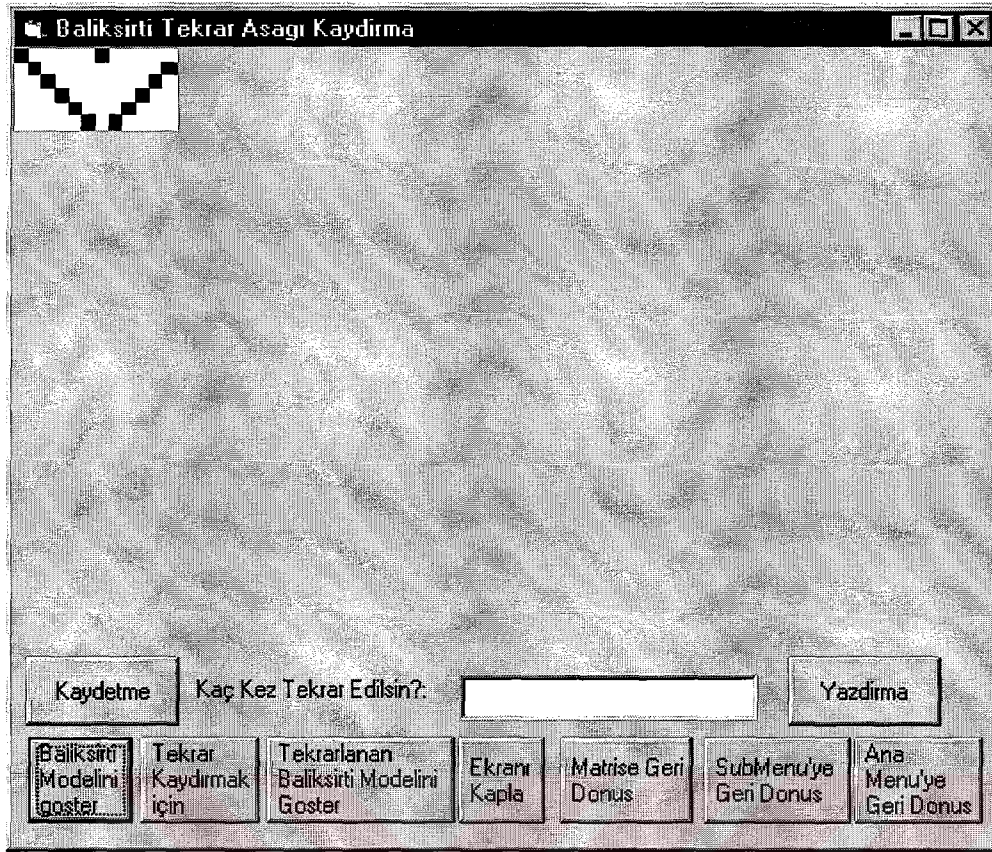 Baliksirti Tekrar Asagı Kaydirma
Kaydetme
Kaç Kez Tekrar Edilsin?:
Yazdirma
Baliksirti
Modelini
goster
Tekrar
Kaydırmak
için
Tekrarlanan
Baliksirti Modelini
Goster
Ekranı
Kapla
Matrise Geri
Donus
SubMenu'ye
Geri Donus
Ana
Menu'ye
Geri Donus